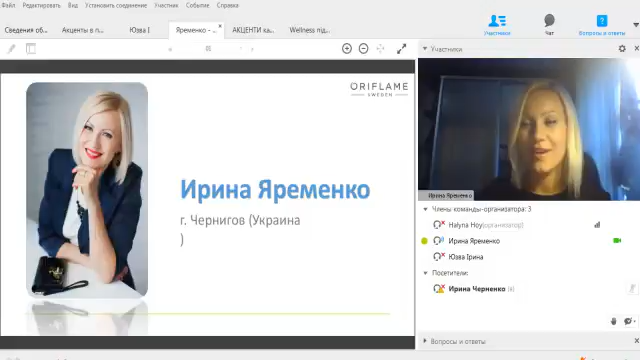 Файл Редактировать Вид Установить соединение Участник Событие Справка
Сведения об... Акценты в п... Юзва І Яременко – ... АКЦЕНТИ ка... Wellness під...
Участники Чат Вопросы и ответы
Участники
ORIFLAME
SWEDEN
Ирина Яременко
г. Чернигов (Украина
)
Ирина Яременко
Члены команды-организатора: 3
Halyna Hoy(организатор)
Ирина Яременко
Юзва Ірина
Посетители:
Ирина Черненко
Вопросы и ответы